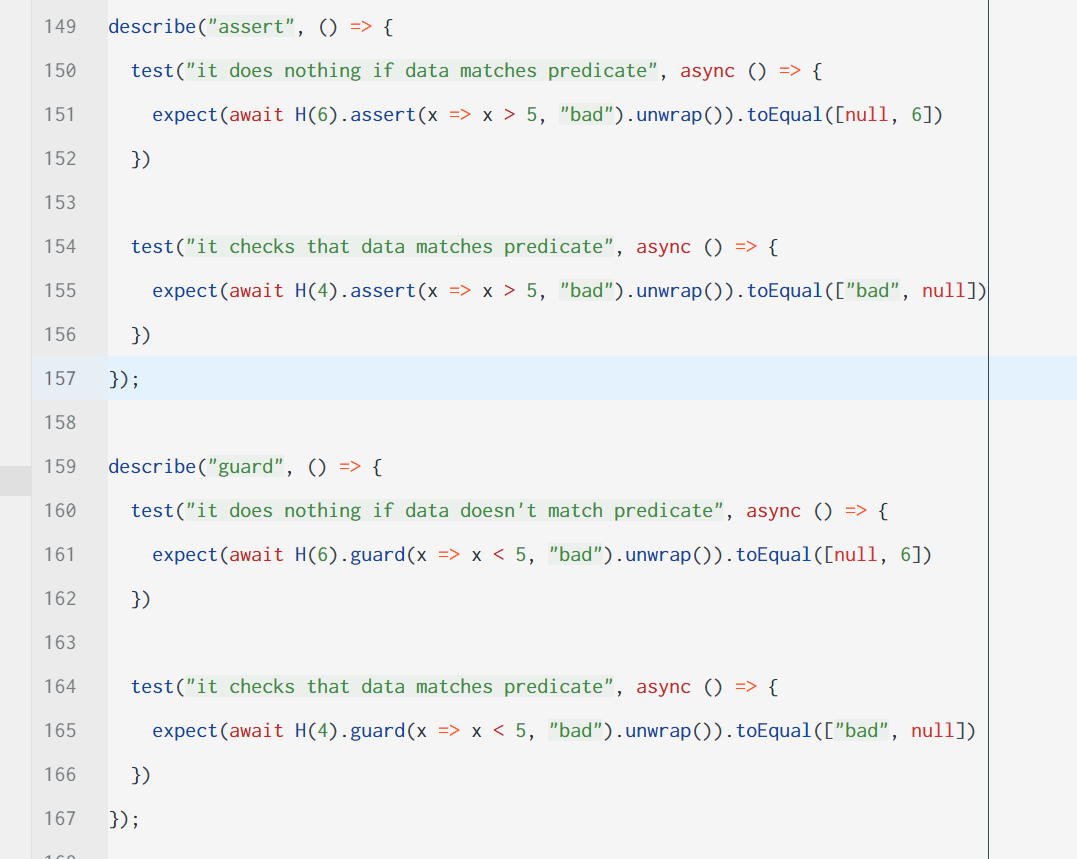 149 describe("assert", () => {
150   test("it does nothing if data matches predicate", async () => {
151     expect(await H(6).assert(x => x > 5, "bad").unwrap()).toEqual([null, 6])
152   })
153
154   test("it checks that data matches predicate", async () => {
155     expect(await H(4).assert(x => x > 5, "bad").unwrap()).toEqual(["bad", null])
156   })
157 });
158
159 describe("guard", () => {
160   test("it does nothing if data doesn't match predicate", async () => {
161     expect(await H(6).guard(x => x < 5, "bad").unwrap()).toEqual([null, 6])
162   })
163
164   test("it checks that data matches predicate", async () => {
165     expect(await H(4).guard(x => x < 5, "bad").unwrap()).toEqual(["bad", null])
166   })
167 });